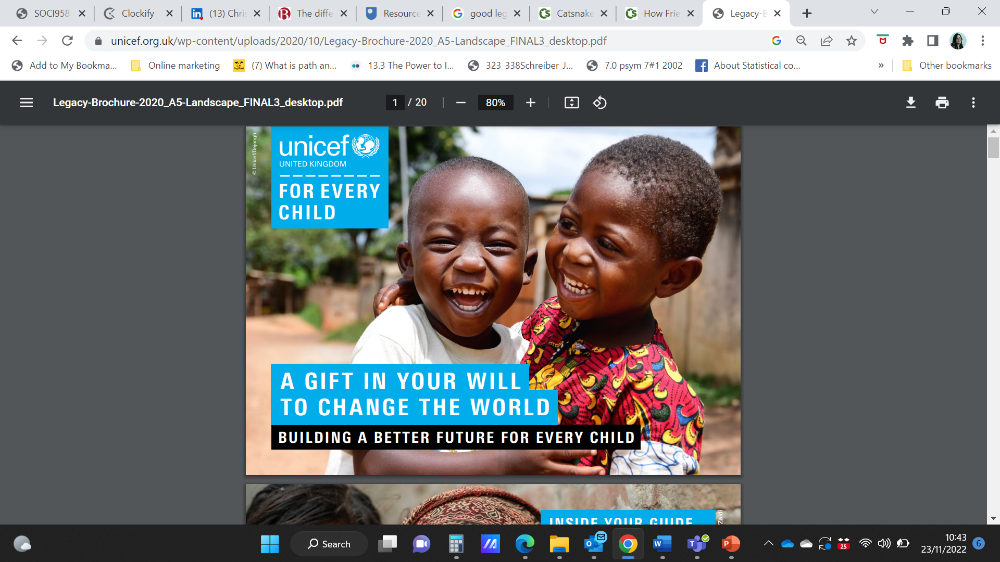 SOCI958
Clockify
(13) Chris
The diffe
Resource
good leg
Catsnake
How Frie
Legacy-B
unicef.org.uk/wp-content/uploads/2020/10/Legacy-Brochure-2020_A5-Landscape_FINAL3_desktop.pdf
Add to My Bookma...
Online marketing
(7) What is path an...
13.3 The Power to I...
323_338Schreiber_J...
7.0 psym 7#1 2002
About Statistical co...
»
Other bookmarks
Legacy-Brochure-2020_A5-Landscape_FINAL3_desktop.pdf
1 / 20
80%
© Unicef/Dejongh
unicef
UNITED KINGDOM
FOR EVERY
CHILD
A GIFT IN YOUR WILL
TO CHANGE THE WORLD
BUILDING A BETTER FUTURE FOR EVERY CHILD
INSIDE YOUR GUIDE
Zaidi
Search
25
10:43
23/11/2022
6